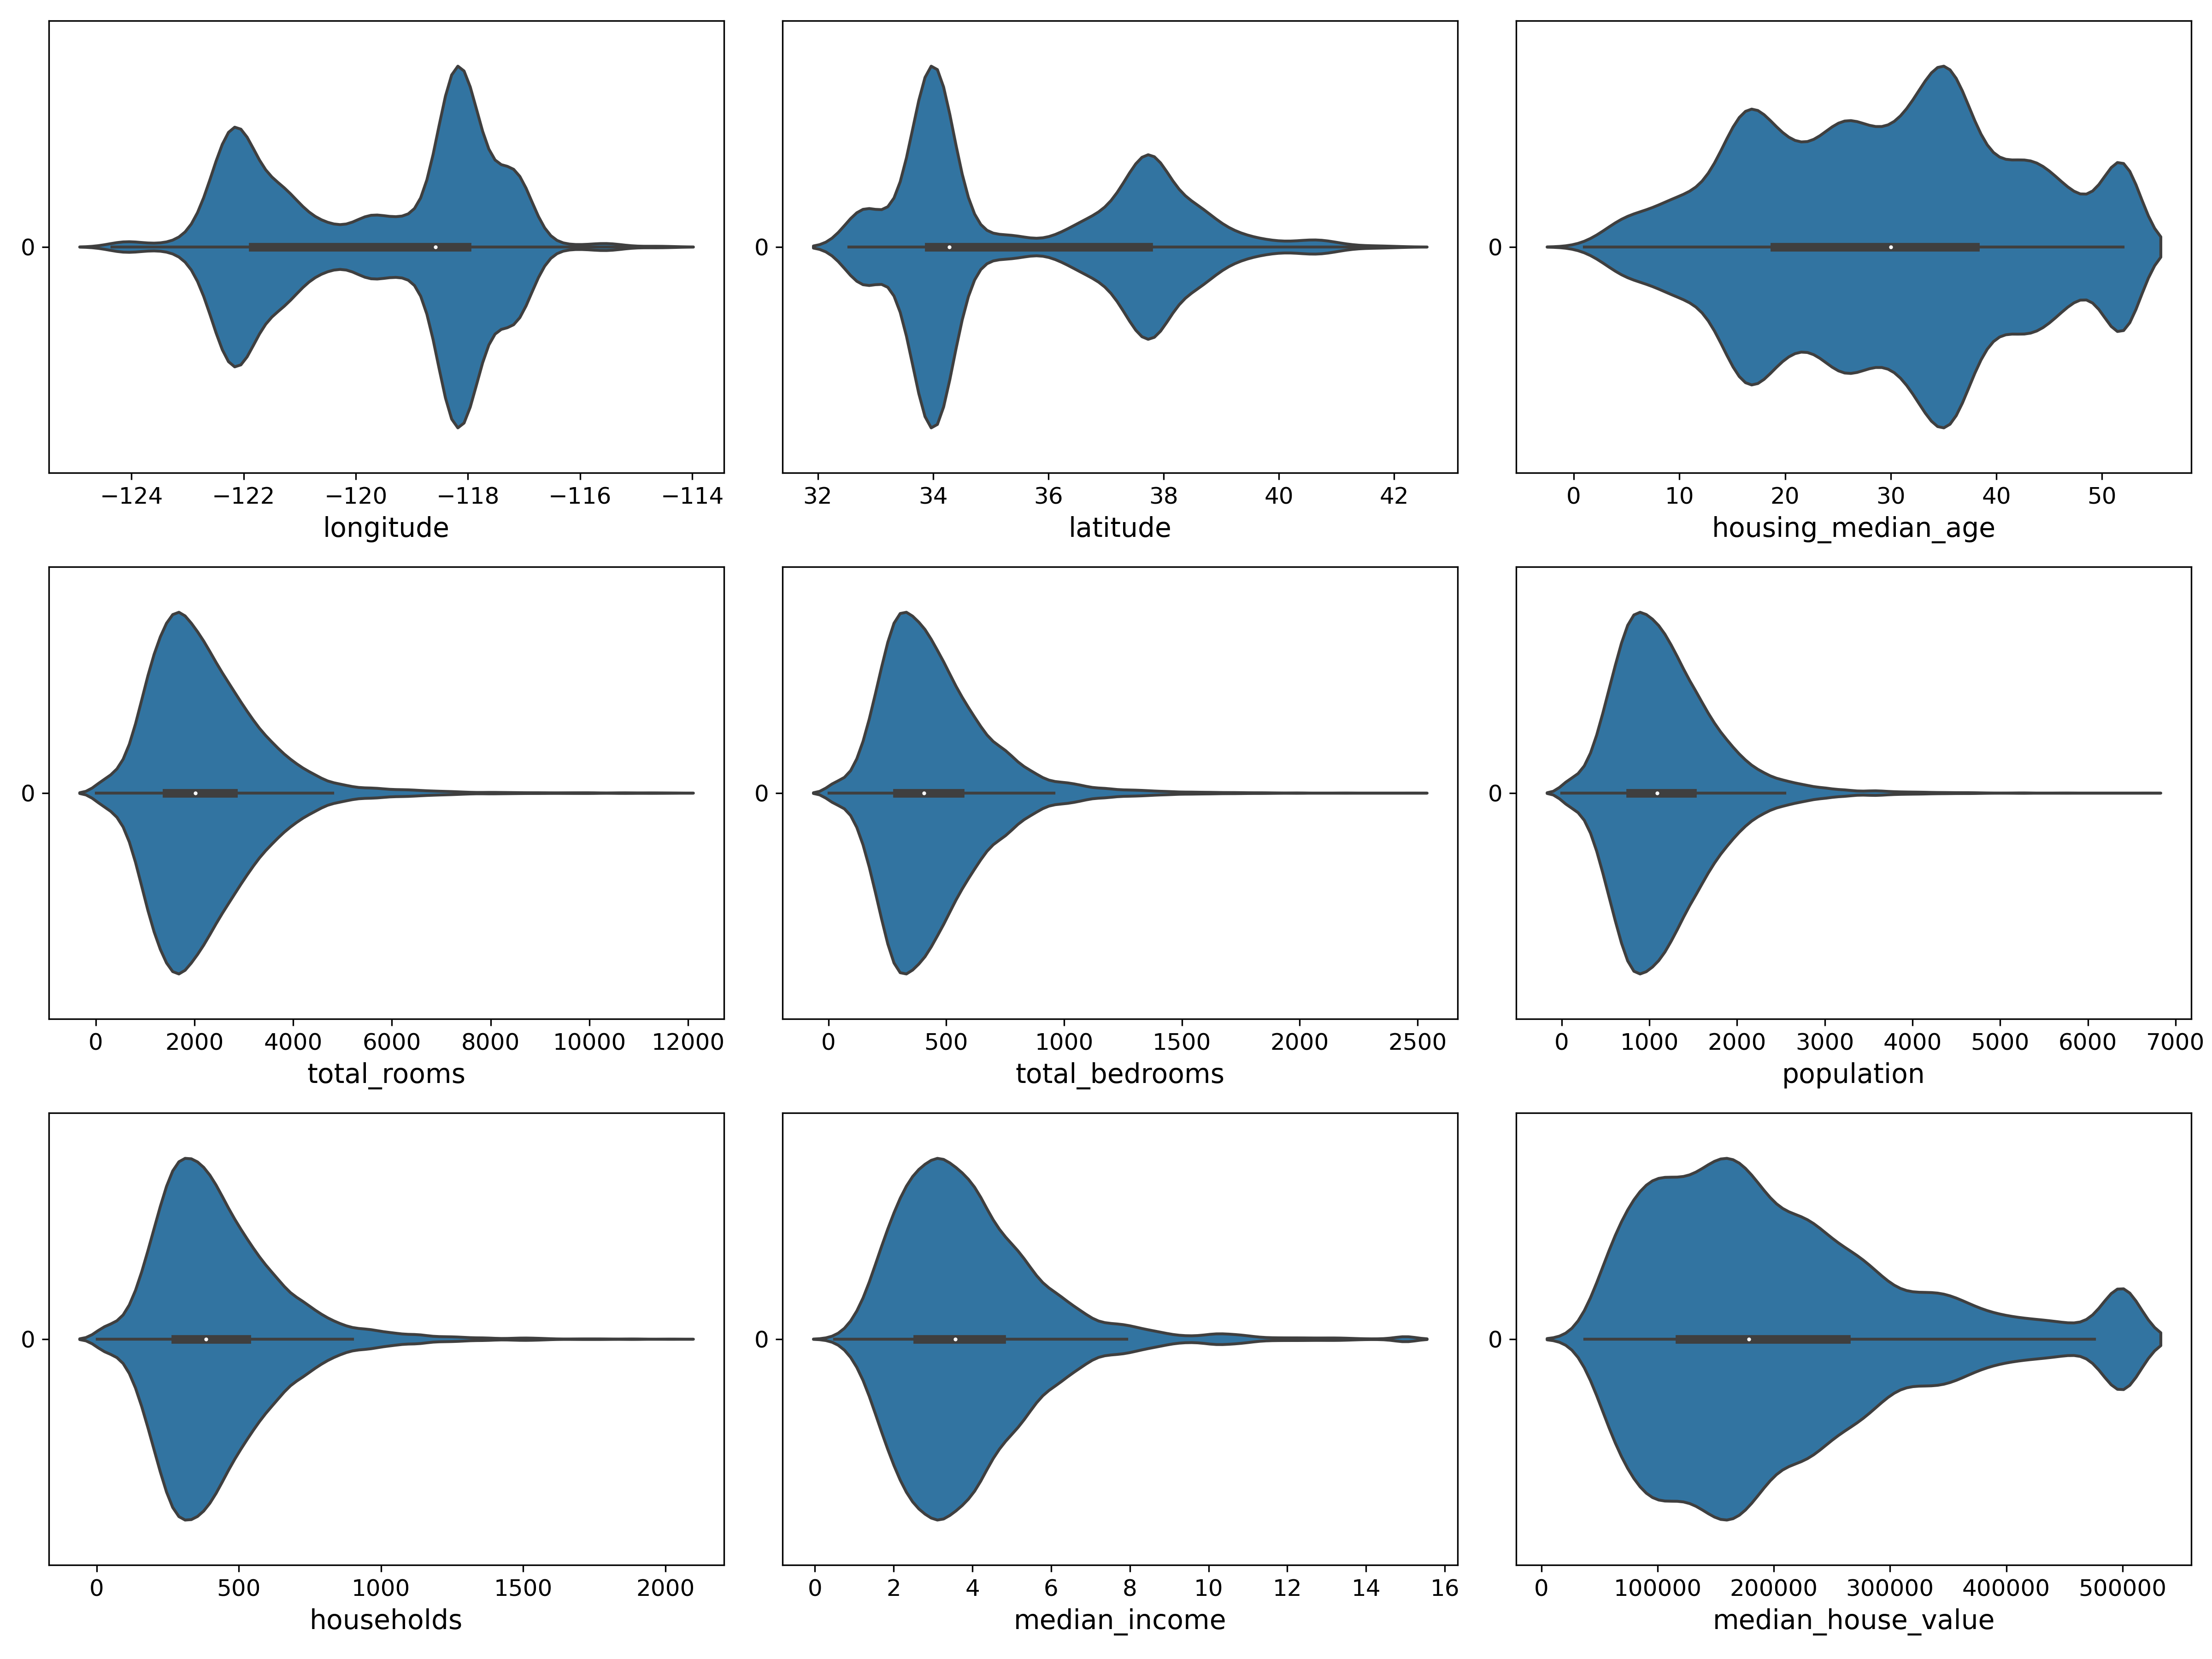 0
−124 −122 −120 −118 −116 −114
longitude
0
32 34 36 38 40 42
latitude
0
0 10 20 30 40 50
housing_median_age
0
0 2000 4000 6000 8000 10000 12000
total_rooms
0
0 500 1000 1500 2000 2500
total_bedrooms
0
0 1000 2000 3000 4000 5000 6000 7000
population
0
0 500 1000 1500 2000
households
0
0 2 4 6 8 10 12 14 16
median_income
0
0 100000 200000 300000 400000 500000
median_house_value